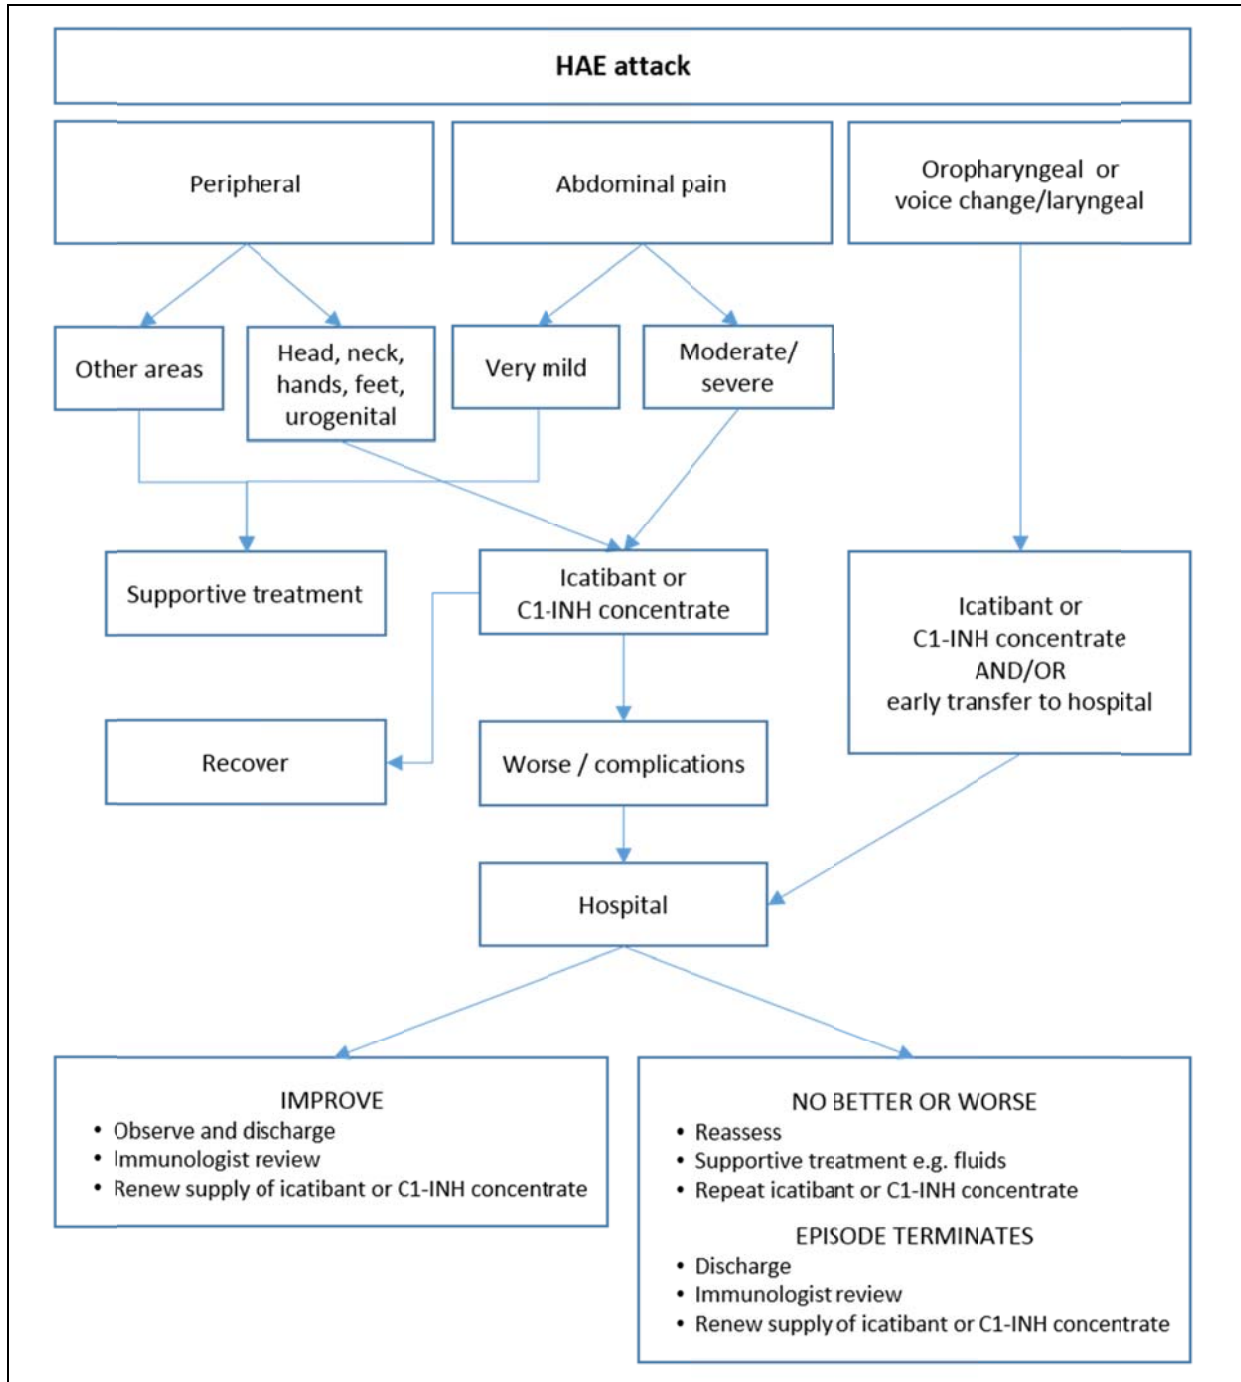 HAE attack
Peripheral
Abdominal pain
Oropharyngeal or
voice change/laryngeal
Other areas
Head, neck,
hands, feet,
urogenital
Very mild
Moderate/
severe
Supportive treatment
Icatibant or
C1-INH concentrate
Icatibant or
C1-INH concentrate
AND/OR
early transfer to hospital
Recover
Worse / complications
Hospital
IMPROVE
• Observe and discharge
• Immunologist review
• Renew supply of icatibant or C1-INH concentrate
NO BETTER OR WORSE
• Reassess
• Supportive treatment e.g. fluids
• Repeat icatibant or C1-INH concentrate
EPISODE TERMINATES
• Discharge
• Immunologist review
• Renew supply of icatibant or C1-INH concentrate